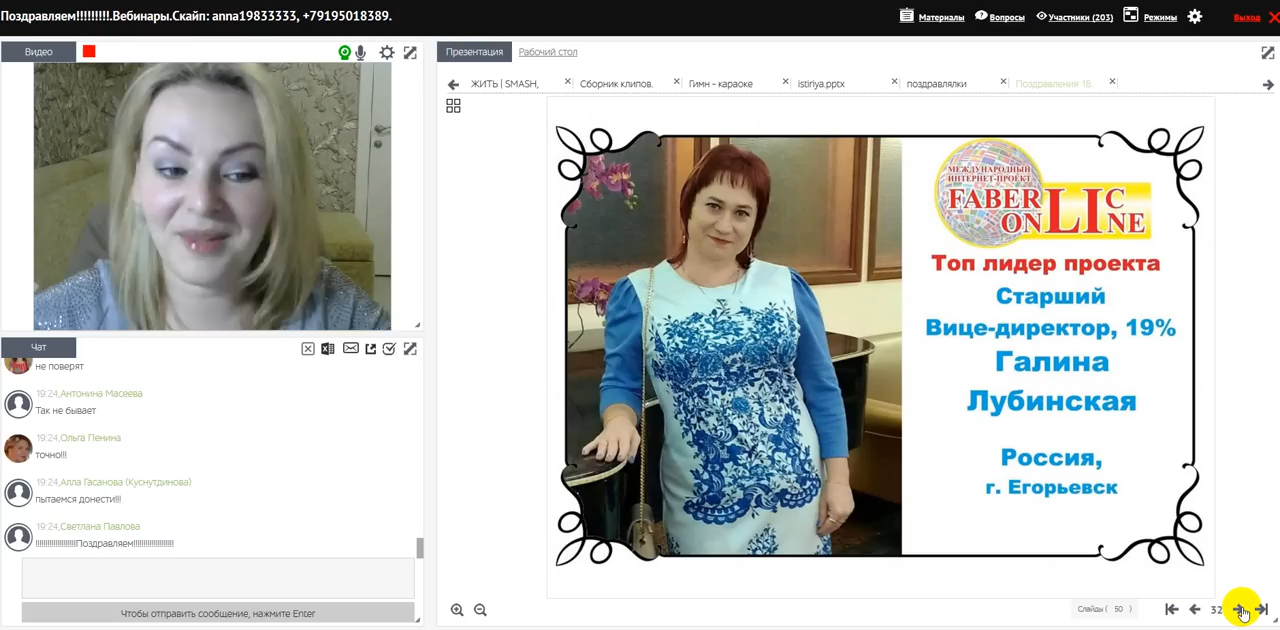 Поздравляем!!!!!!!!!.Вебинары.Скайп: anna19833333, +79195018389.
Материалы
Вопросы
Участники (203)
Режимы
Выход
Видео
Презентация
Рабочий стол
ЖИТЬ | SMASH,
Сборник клипов.
Гимн - караоке
istiriya.pptx
поздравлялки
Поздравления 18.
МЕЖДУНАРОДНЫЙ
ИНТЕРНЕТ-ПРОЕКТ
FABERLIC
ONLINE
Топ лидер проекта
Старший
Вице-директор, 19%
Галина
Лубинская
Россия,
г. Егорьевск
Чат
не поверят
19:24,Антонина Масеева
Так не бывает
19:24,Ольга Пенина
точно!!!
19:24,Алла Гасанова (Куснутдинова)
пытаемся донести!!!
19:24,Светлана Павлова
!!!!!!!!!!!!!!!!!!!!Поздравляем!!!!!!!!!!!!!!!!!!!!
Чтобы отправить сообщение, нажмите Enter
Слайды ( 50 )
32